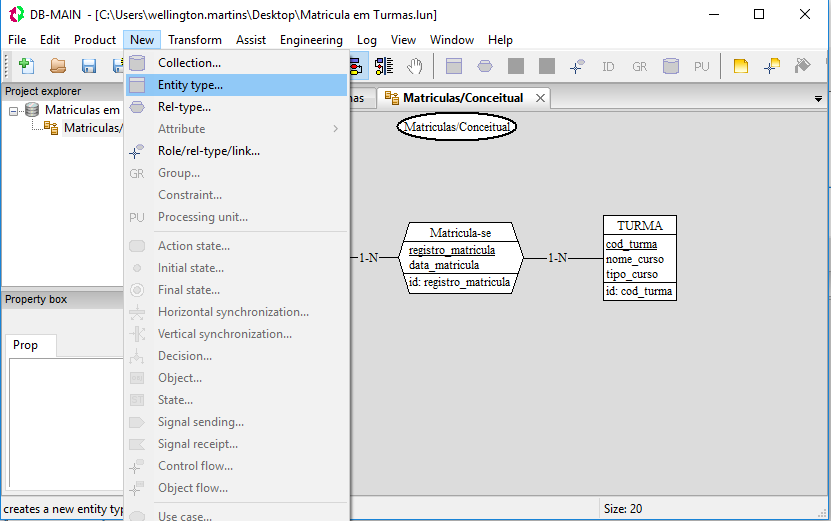 DB-MAIN - [C:\Users\wellington.martins\Desktop\Matricula em Turmas.lun]
File Edit Product New Transform Assist Engineering Log View Window Help
ID GR PU
Project explorer
Matriculas em
Matriculas/
mas
Matriculas/Conceitual
Collection...
Entity type...
Rel-type...
Attribute
Role/rel-type/link...
GR Group...
Constraint...
PU Processing unit...
Action state...
Initial state...
Final state...
Horizontal synchronization...
Vertical synchronization...
Decision...
Object...
State...
Signal sending...
Signal receipt...
Control flow...
Object flow...
Use case...
Matriculas/Conceitual
1-N
Matricula-se
registro_matricula
data_matricula
id: registro_matricula
1-N
TURMA
cod_turma
nome_curso
tipo_curso
id: cod_turma
Property box
Prop
creates a new entity typ
Size: 20